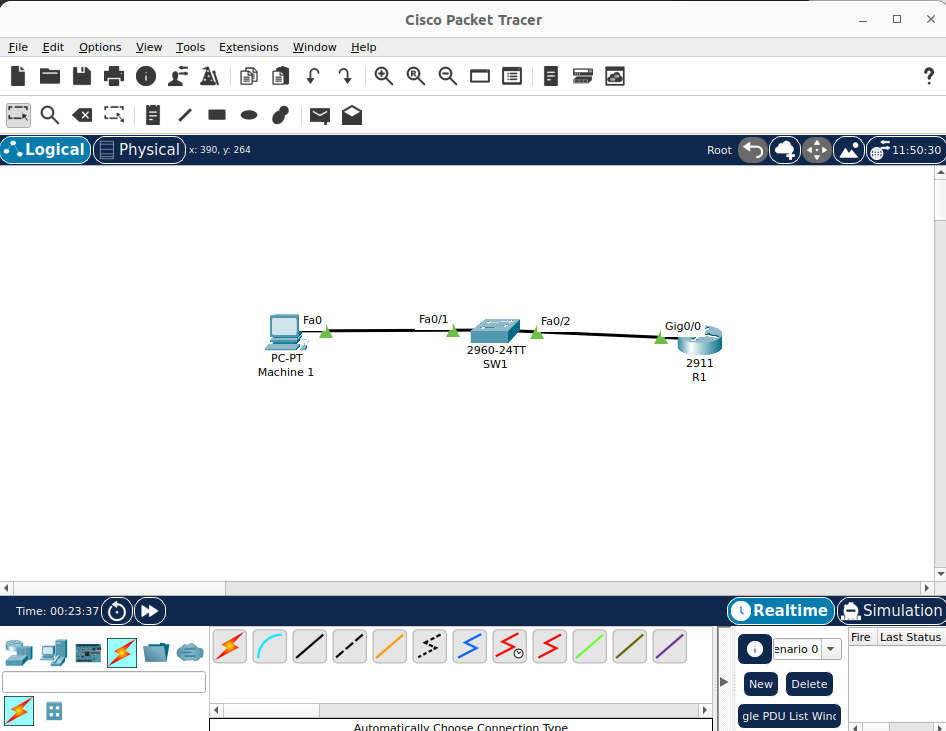 Cisco Packet Tracer
File Edit Options View Tools Extensions Window Help
R
?
Logical Physical x: 390, y: 264 Root 11:50:30
Fa0 Fa0/1 Fa0/2 Gig0/0
PC-PT
Machine 1
2960-24TT
SW1
2911
R1
Time: 00:23:37 Realtime Simulation
enario 0 Fire Last Status
New Delete
gle PDU List Wind
Automatically Choose Connection Type